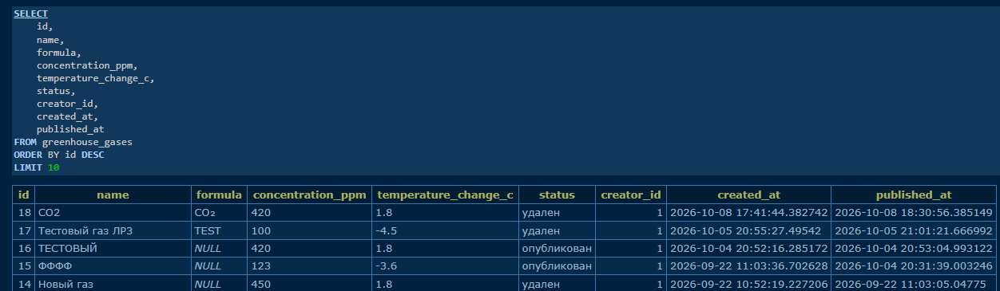 SELECT
id,
name,
formula,
concentration_ppm,
temperature_change_c,
status,
creator_id,
created_at,
published_at
FROM greenhouse_gases
ORDER BY id DESC
LIMIT 10
id name formula concentration_ppm temperature_change_c status creator_id created_at published_at
18 CO2 CO₂ 420 1.8 удален 1 2026-10-08 17:41:44.382742 2026-10-08 18:30:56.385149
17 Тестовый газ ЛР3 TEST 100 -4.5 удален 1 2026-10-05 20:55:27.49542 2026-10-05 21:01:21.666992
16 ТЕСТОВЫЙ NULL 420 1.8 опубликован 1 2026-10-04 20:52:16.285172 2026-10-04 20:53:04.993122
15 ФФФФ NULL 123 -3.6 опубликован 1 2026-09-22 11:03:36.702628 2026-10-04 20:31:39.003246
14 Новый газ NULL 450 1.8 удален 1 2026-09-22 10:52:19.227206 2026-09-22 11:03:05.04775